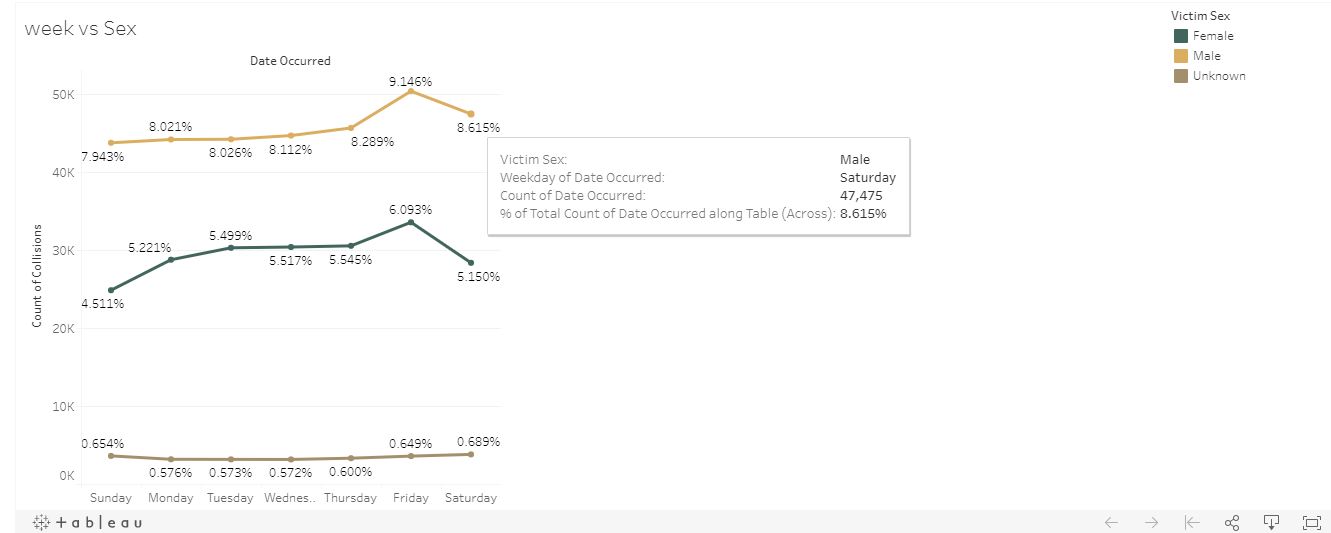 week vs Sex
Victim Sex
Female
Male
Unknown
Date Occurred
Count of Collisions
50K
40K
30K
20K
10K
0K
7.943%
8.021%
8.026%
8.112%
8.289%
9.146%
8.615%
4.511%
5.221%
5.499%
5.517%
5.545%
6.093%
5.150%
0.654%
0.576%
0.573%
0.572%
0.600%
0.649%
0.689%
Victim Sex: Male
Weekday of Date Occurred: Saturday
Count of Date Occurred: 47,475
% of Total Count of Date Occurred along Table (Across): 8.615%
Sunday Monday Tuesday Wednes.. Thursday Friday Saturday
+ a b | e a u